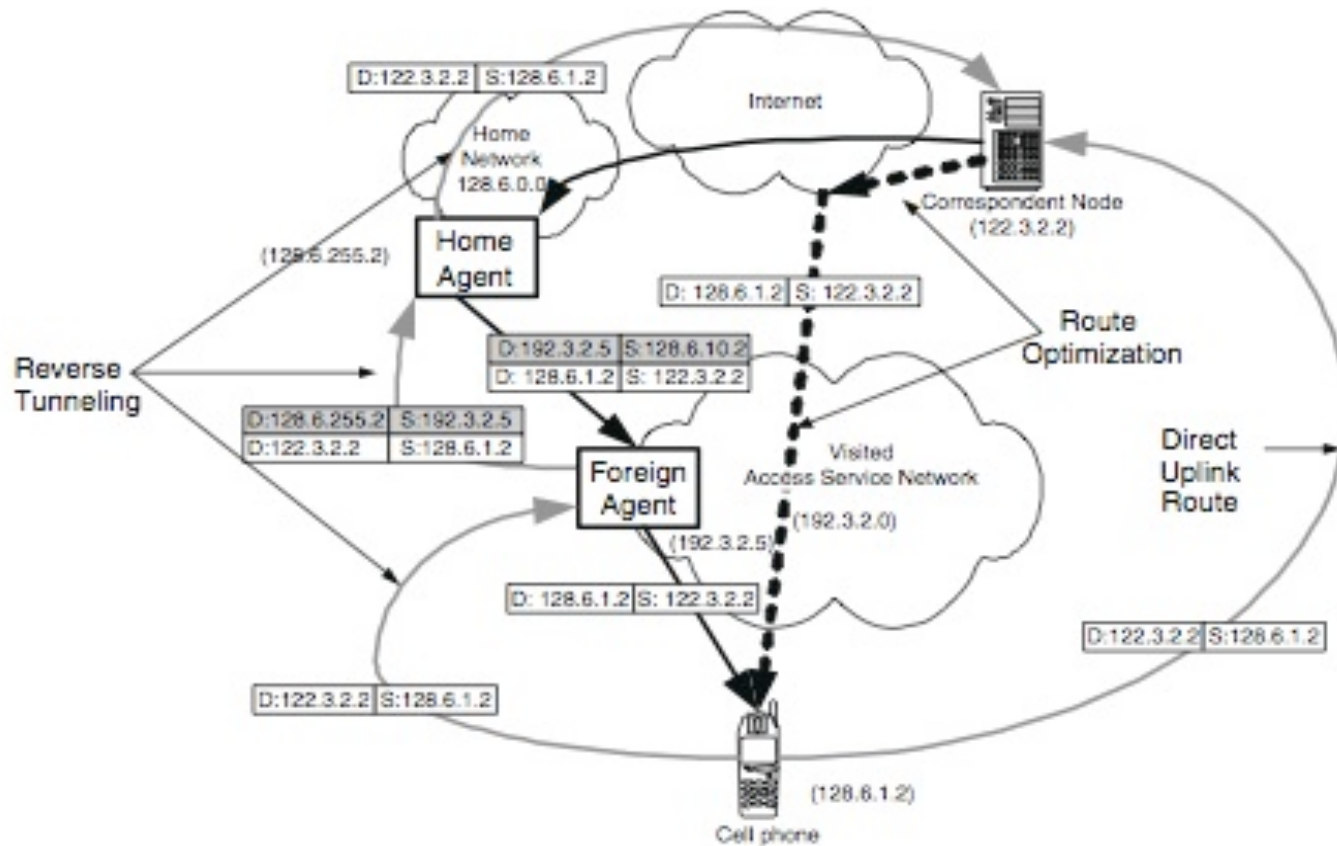 D:122.3.2.2 S:128.6.1.2
Internet
Home
Network
128.6.0.0
Correspondent Node
(122.3.2.2)
(128.6.255.2)
Home
Agent
D: 128.6.1.2 S: 122.3.2.2
Route
Optimization
D:192.3.2.5 S:128.6.10.2
D: 128.6.1.2 S: 122.3.2.2
Reverse
Tunneling
D:128.6.255.2 S:192.3.2.5
D:122.3.2.2 S:128.6.1.2
Visited
Access Service Network
(192.3.2.0)
Direct
Uplink
Route
Foreign
Agent
(192.3.2.5)
D: 128.6.1.2 S: 122.3.2.2
D:122.3.2.2 S:128.6.1.2
D:122.3.2.2 S:128.6.1.2
(128.6.1.2)
Cell phone